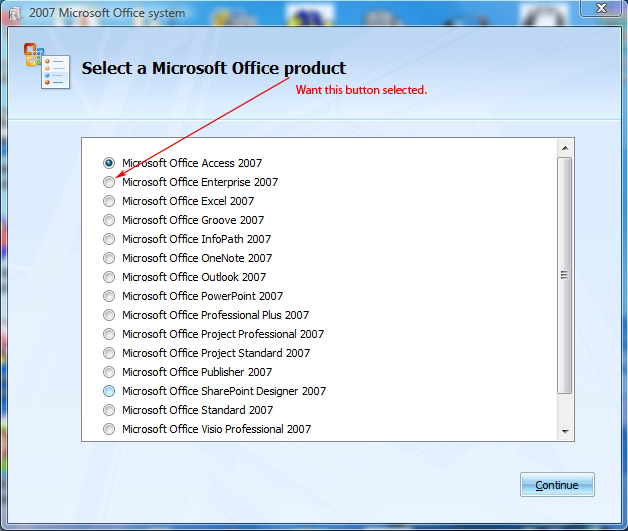 2007 Microsoft Office system
Select a Microsoft Office product
Want this button selected.
Microsoft Office Access 2007
Microsoft Office Enterprise 2007
Microsoft Office Excel 2007
Microsoft Office Groove 2007
Microsoft Office InfoPath 2007
Microsoft Office OneNote 2007
Microsoft Office Outlook 2007
Microsoft Office PowerPoint 2007
Microsoft Office Professional Plus 2007
Microsoft Office Project Professional 2007
Microsoft Office Project Standard 2007
Microsoft Office Publisher 2007
Microsoft Office SharePoint Designer 2007
Microsoft Office Standard 2007
Microsoft Office Visio Professional 2007
Continue